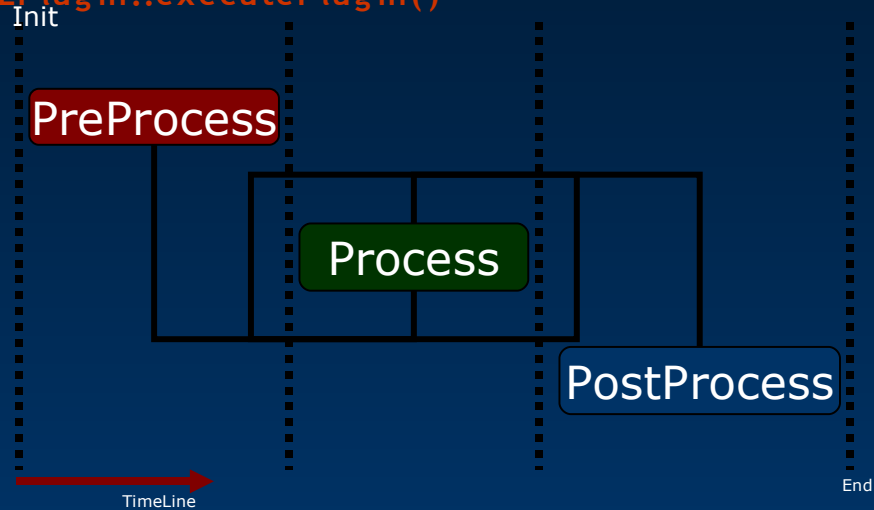 Init
PreProcess
Process
PostProcess
TimeLine
End